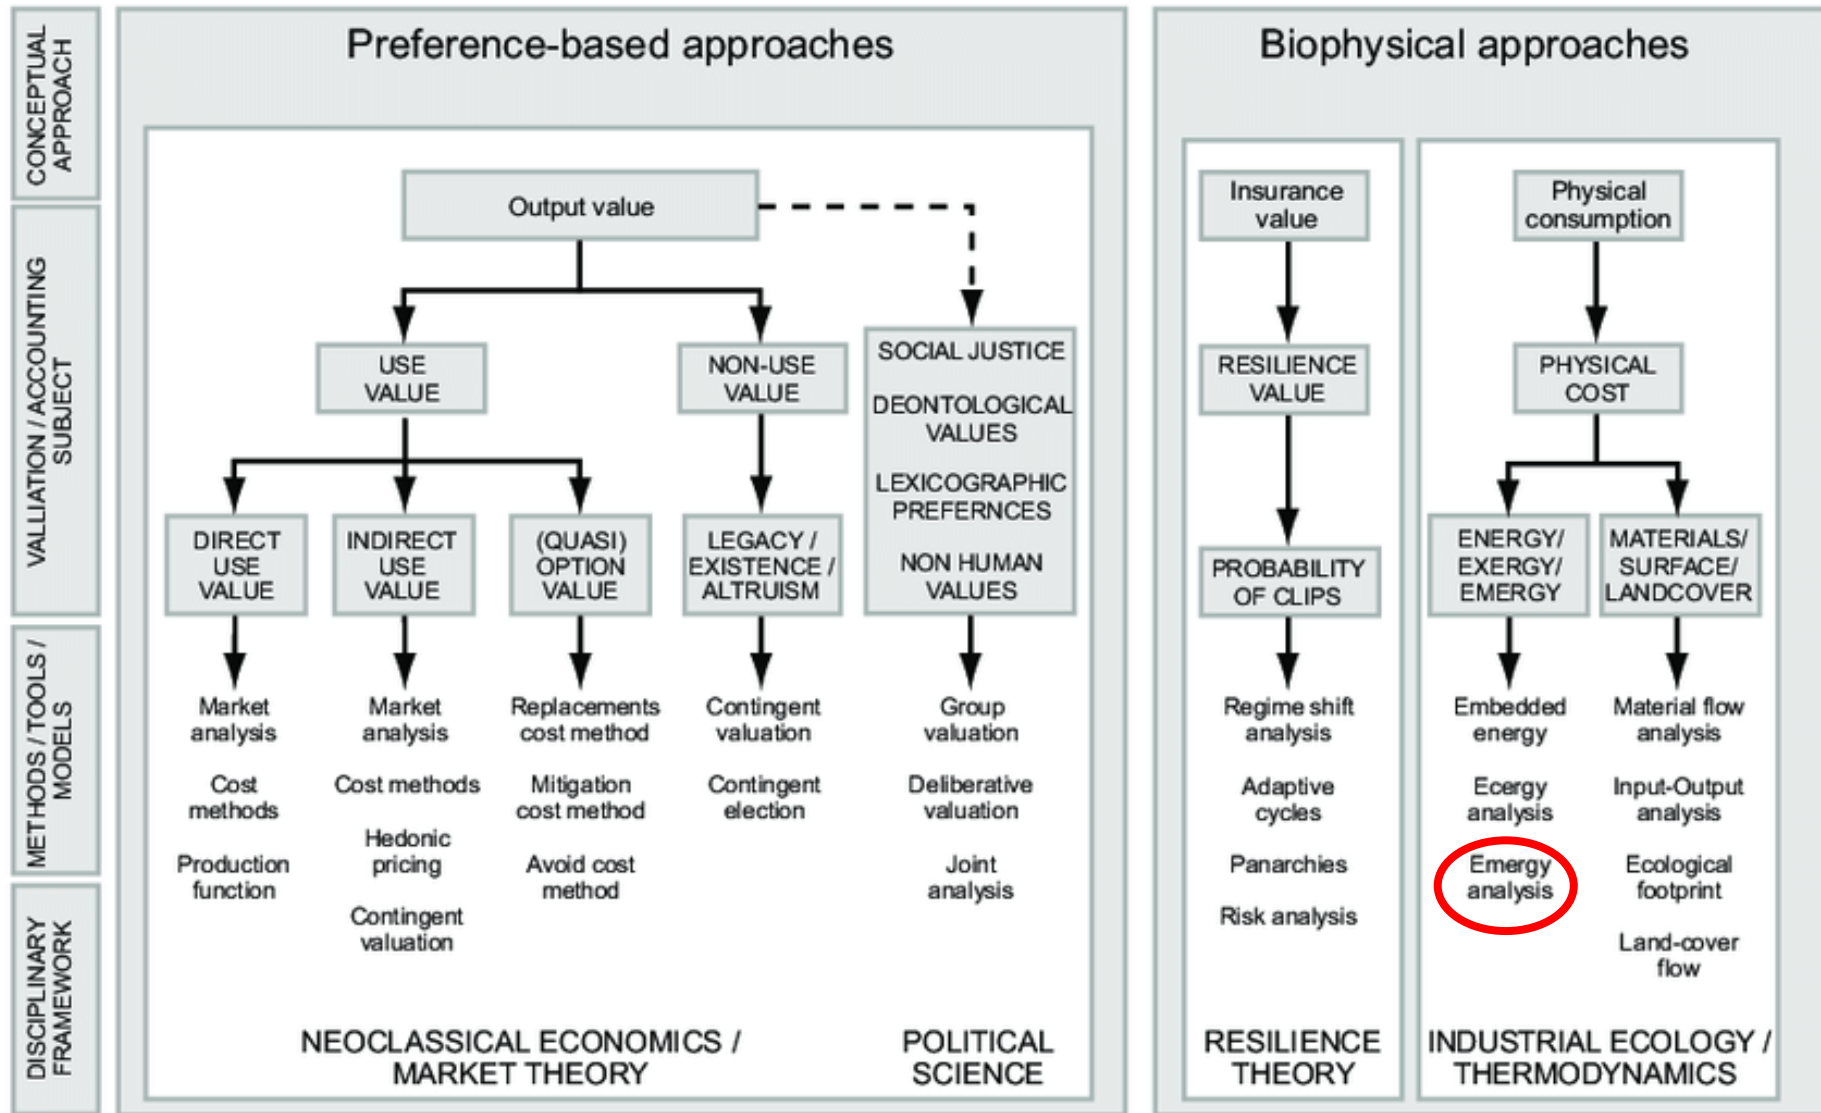 CONCEPTUAL
APPROACH
VALLIATION / ACCOUNTING
SUBJECT
METHODS / TOOLS /
MODELS
DISCIPLINARY
FRAMEWORK
Preference-based approaches
Output value
USE
VALUE
NON-USE
VALUE
SOCIAL JUSTICE
DEONTOLOGICAL
VALUES
LEXICOGRAPHIC
PREFERNCES
NON HUMAN
VALUES
DIRECT
USE
VALUE
INDIRECT
USE
VALUE
(QUASI)
OPTION
VALUE
LEGACY /
EXISTENCE /
ALTRUISM
Market
analysis
Cost
methods
Production
function
Market
analysis
Cost methods
Hedonic
pricing
Contingent
valuation
Replacements
cost method
Mitigation
cost method
Avoid cost
method
Contingent
valuation
Contingent
election
Group
valuation
Deliberative
valuation
Joint
analysis
NEOCLASSICAL ECONOMICS /
MARKET THEORY
POLITICAL
SCIENCE
Biophysical approaches
Insurance
value
RESILIENCE
VALUE
PROBABILITY
OF CLIPS
Regime shift
analysis
Adaptive
cycles
Panarchies
Risk analysis
RESILIENCE
THEORY
Physical
consumption
PHYSICAL
COST
ENERGY/
EXERGY/
EMERGY
MATERIALS/
SURFACE/
LANDCOVER
Embedded
energy
Ecergy
analysis
Emergy
analysis
Material flow
analysis
Input-Output
analysis
Ecological
footprint
Land-cover
flow
INDUSTRIAL ECOLOGY /
THERMODYNAMICS